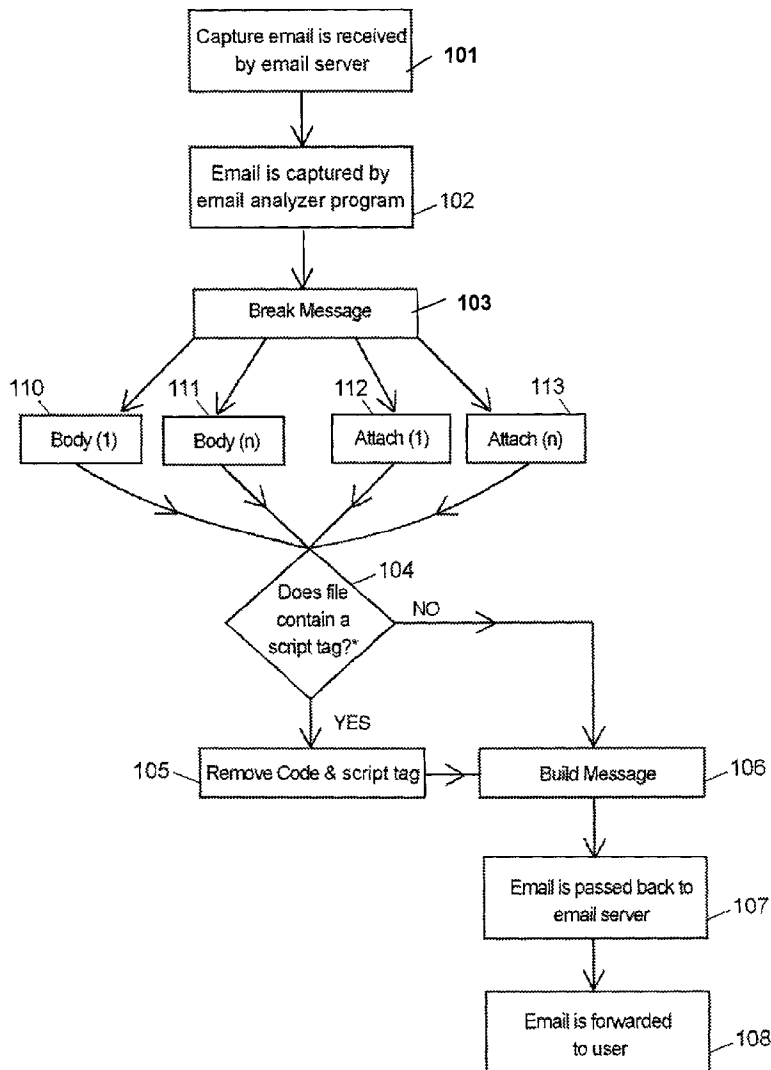 Capture email is received
by email server
101
Email is captured by
email analyzer program
102
Break Message
103
110
111
112
113
Body (1)
Body (n)
Attach (1)
Attach (n)
104
Does file
contain a
script tag?*
NO
YES
105
Remove Code & script tag
Build Message
106
Email is passed back to
email server
107
Email is forwarded
to user
108